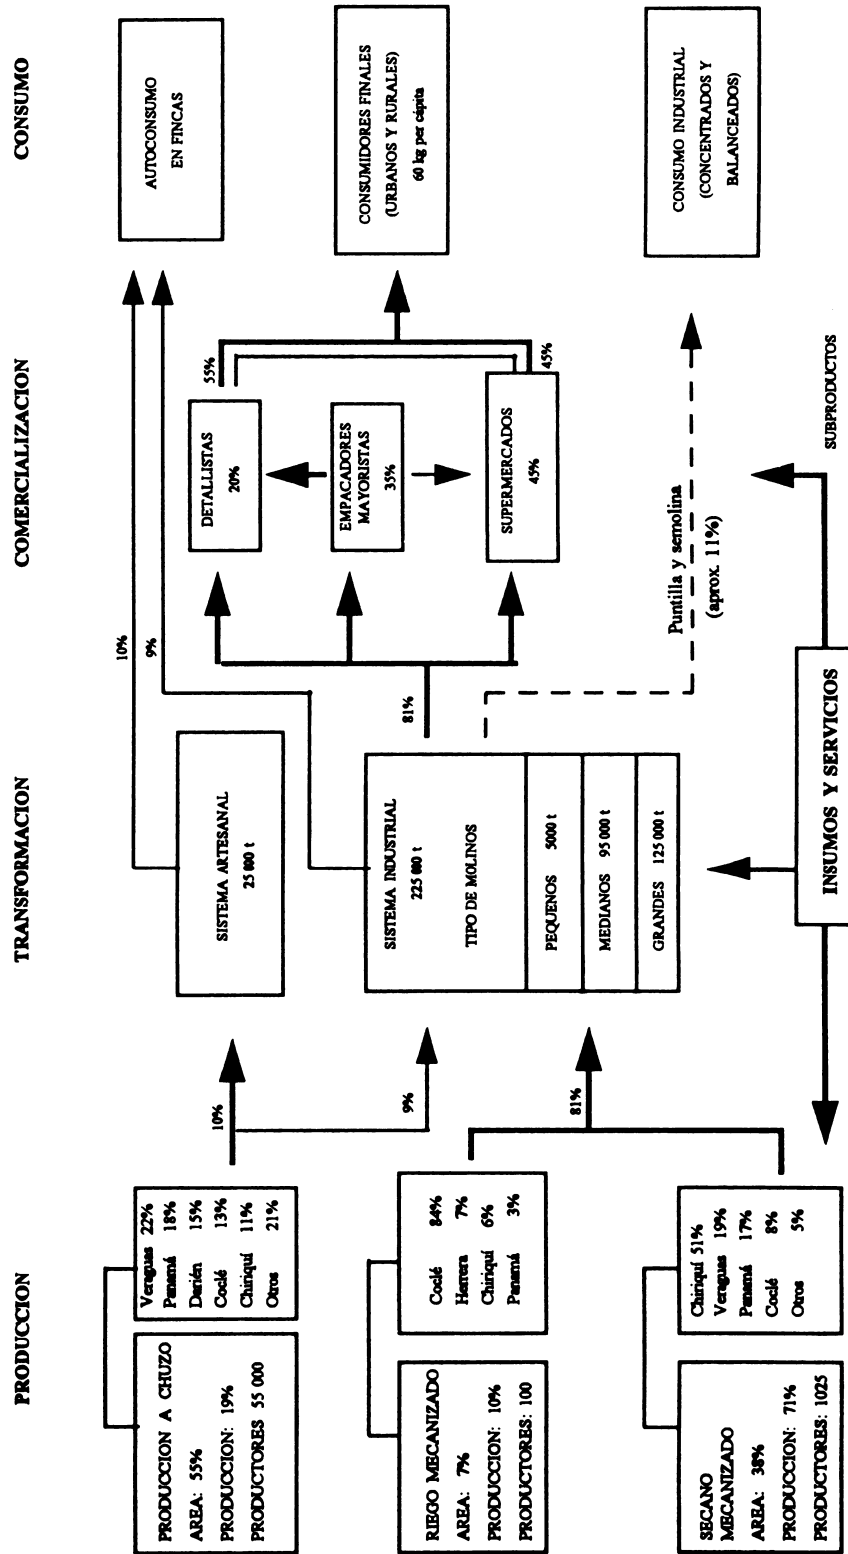 PRODUCCION
TRANSFORMACION
COMERCIALIZACION
CONSUMO
PRODUCCION A CHUZO
AREA: 55%
PRODUCCION: 19%
PRODUCTORES 55 000
Veraguas 22%
Panamá 18%
Darién 15%
Coclé 13%
Chiriquí 11%
Otros 21%
10%
9%
RIEGO MECANIZADO
AREA: 7%
PRODUCCION: 10%
PRODUCTORES: 100
Coclé 84%
Herrera 7%
Chiriquí 6%
Panamá 3%
81%
SECANO
MECANIZADO
AREA: 38%
PRODUCCION: 71%
PRODUCTORES: 1025
Chiriquí 51%
Veraguas 19%
Panamá 17%
Coclé 8%
Otros 5%
SISTEMA ARTESANAL
25 000 t
SISTEMA INDUSTRIAL
225 000 t
TIPO DE MOLINOS
PEQUENOS 5000 t
MEDIANOS 95 000 t
GRANDES 125 000 t
INSUMOS Y SERVICIOS
10%
9%
81%
DETALLISTAS
20%
EMPACADORES
MAYORISTAS
35%
SUPERMERCADOS
45%
55%
45%
Puntilla y semolina
(aprox. 11%)
SUBPRODUCTOS
AUTOCONSUMO
EN FINCAS
CONSUMIDORES FINALES
(URBANOS Y RURALES)
60 kg per cápita
CONSUMO INDUSTRIAL
(CONCENTRADOS Y
BALANCEADOS)